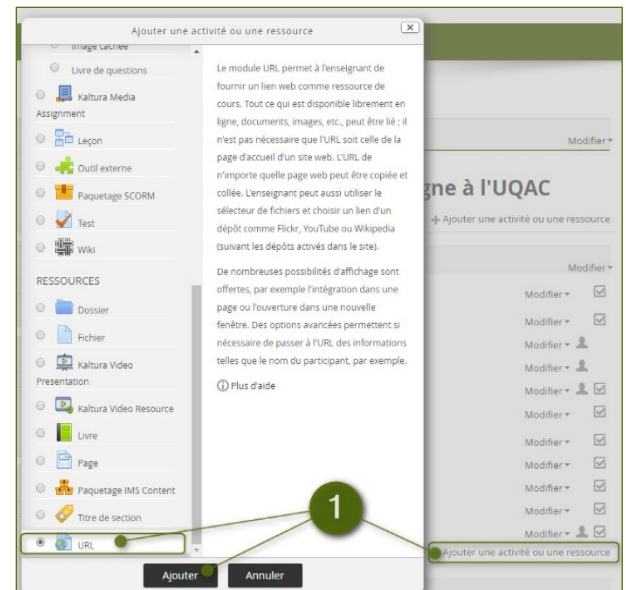 Ajouter une activité ou une ressource
Image cachée
Livre de questions
Kaltura Media
Assignment
Leçon
Outil externe
Paquetage SCORM
Test
Wiki
RESSOURCES
Dossier
Fichier
Kaltura Video
Presentation
Kaltura Video Resource
Livre
Page
Paquetage IMS Content
Titre de section
URL
Le module URL permet à l'enseignant de
fournir un lien web comme ressource de
cours. Tout ce qui est disponible librement en
ligne, documents, images, etc., peut être lié ; il
n'est pas nécessaire que l'URL soit celle de la
page d'accueil d'un site web. L'URL de
n'importe quelle page web peut être copiée et
collée. L'enseignant peut aussi utiliser le
sélecteur de fichiers et choisir un lien d'un
dépôt comme Flickr, YouTube ou Wikipedia
(suivant les dépôts activés dans le site).
De nombreuses possibilités d'affichage sont
offertes, par exemple l'intégration dans une
page ou l'ouverture dans une nouvelle
fenêtre. Des options avancées permettent si
nécessaire de passer à l'URL des informations
telles que le nom du participant, par exemple.
Plus d'aide
Ajouter
Annuler
1
Modifier
gne à l'UQAC
Ajouter une activité ou une ressource
Modifier
Modifier
Modifier
Modifier
Modifier
Modifier
Modifier
Modifier
Modifier
Modifier
Modifier
Ajouter une activité ou une ressource